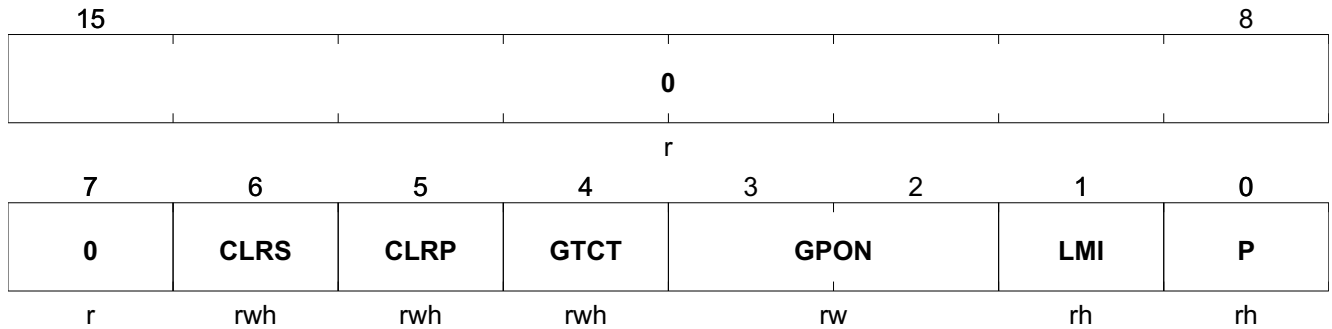 15 8
0
r
7 6 5 4 3 2 1 0
0 CLRS CLRP GTCT GPON LMI P
r rwh rwh rwh rw rh rh